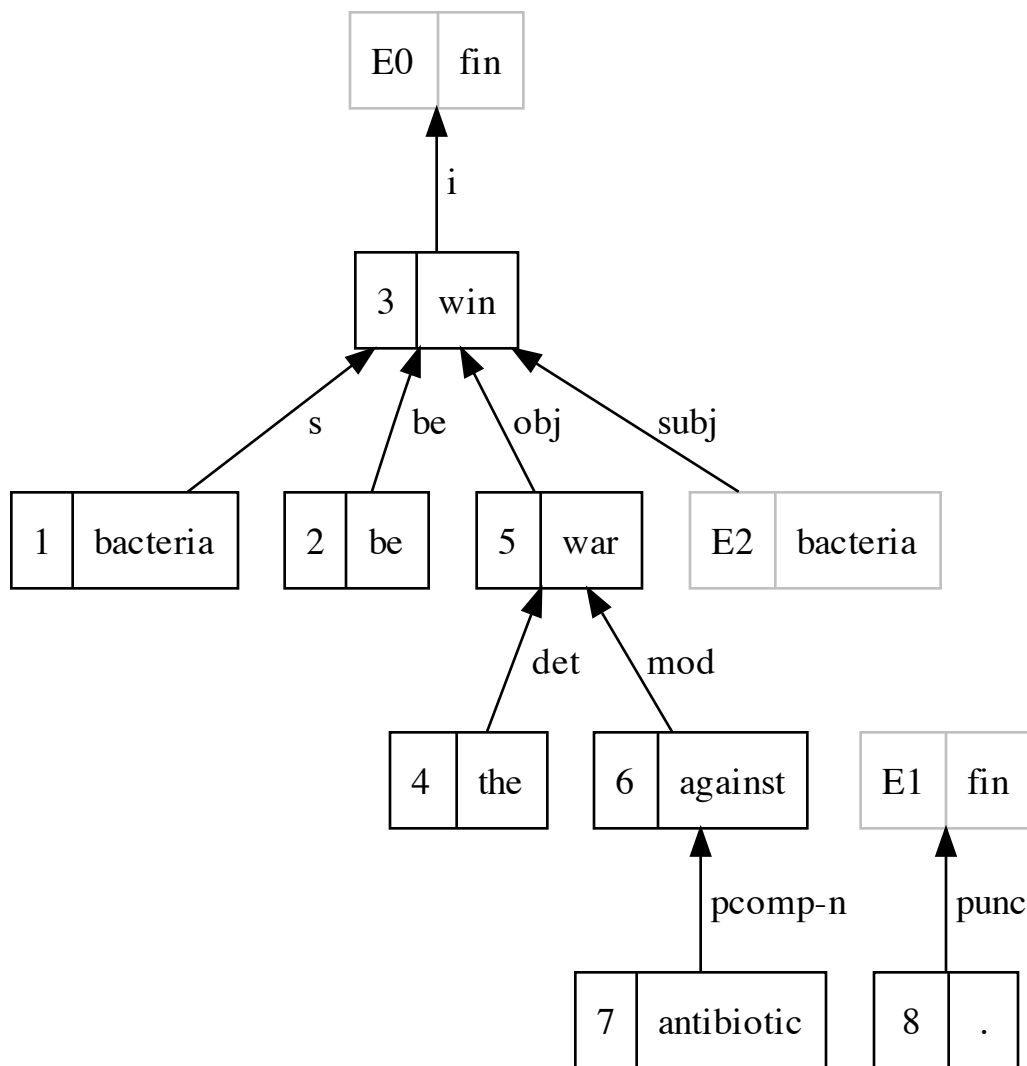 E0 fin
i
3 win
s be obj subj
1 bacteria 2 be 5 war E2 bacteria
det mod
4 the 6 against E1 fin
pcomp-n punc
7 antibiotic 8 .